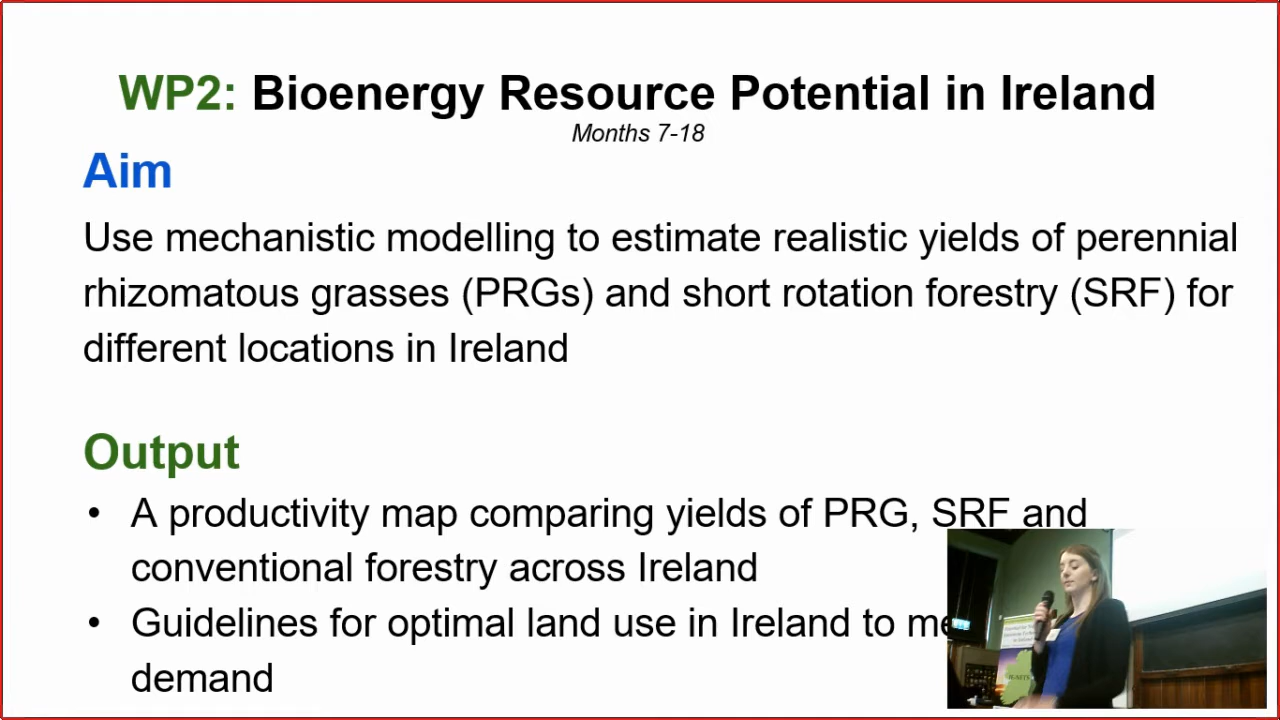 WP2: Bioenergy Resource Potential in Ireland
Months 7-18
Aim
Use mechanistic modelling to estimate realistic yields of perennial
rhizomatous grasses (PRGs) and short rotation forestry (SRF) for
different locations in Ireland
Output
• A productivity map comparing yields of PRG, SRF and
conventional forestry across Ireland
• Guidelines for optimal land use in Ireland to
demand